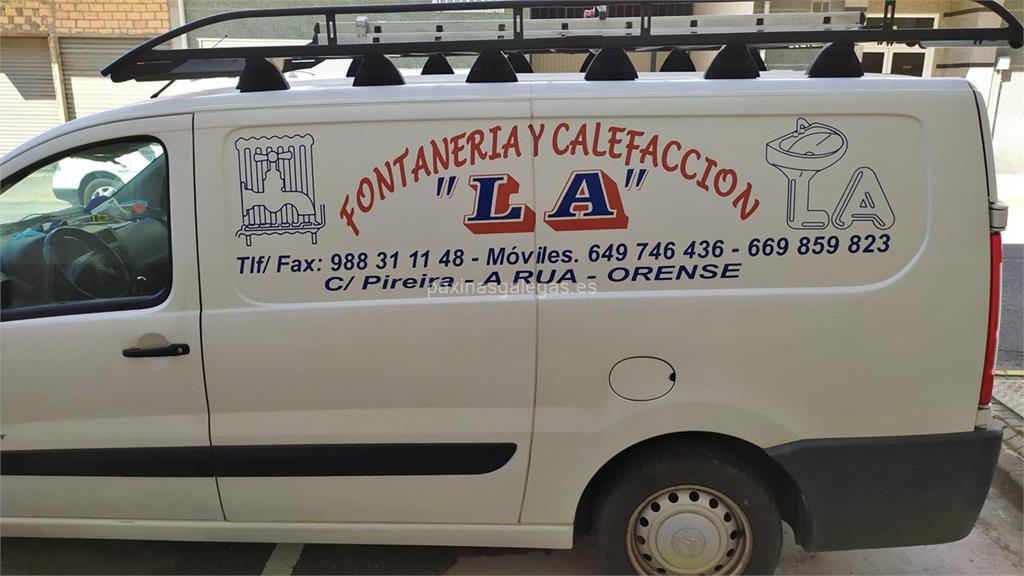 FONTANERIA Y CALEFACCION
"LA"
LA
Tlf/ Fax: 988 31 11 48 - Móviles. 649 746 436 - 669 859 823
C/ Pireira - A RUA - ORENSE
paxinasgalegas.es